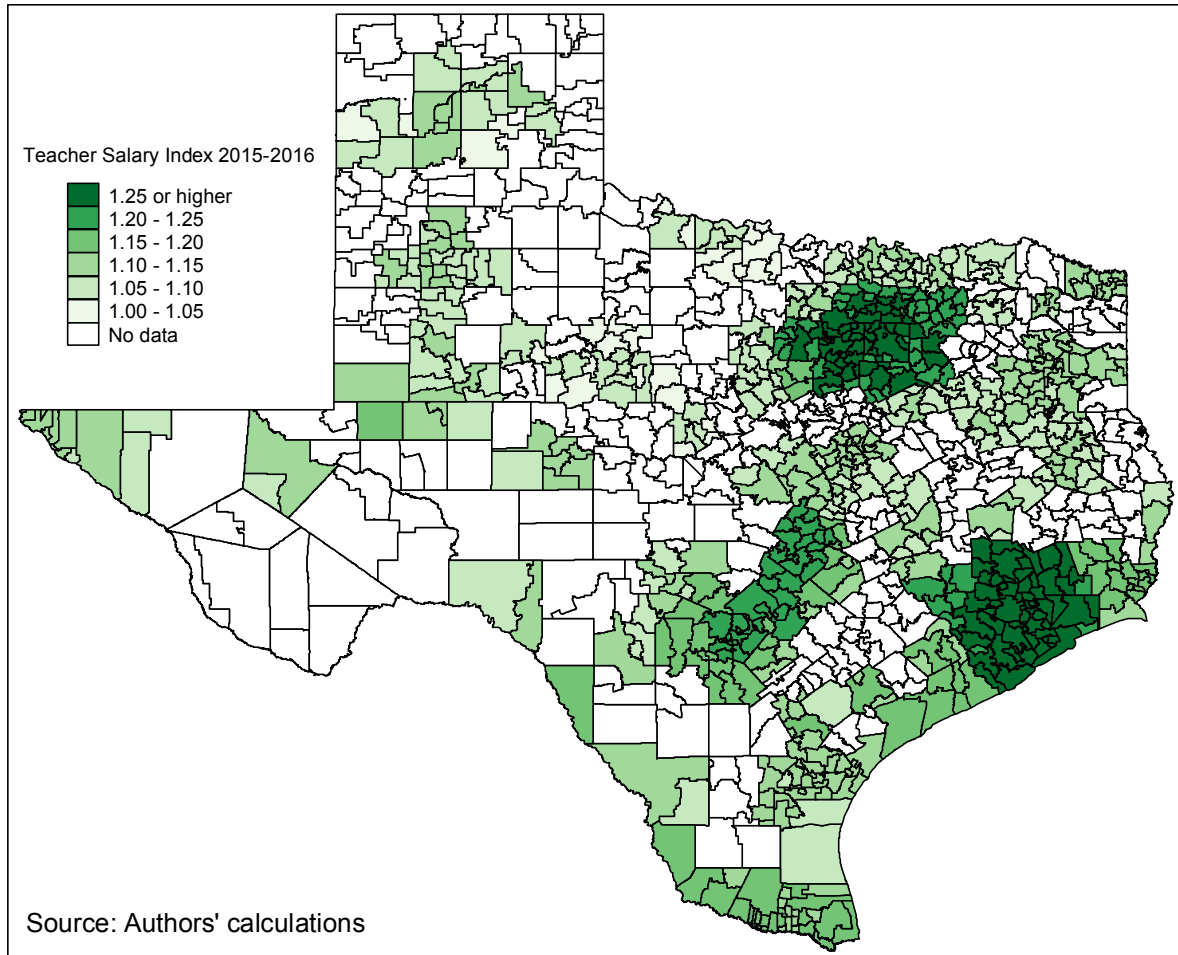 Teacher Salary Index 2015-2016
1.25 or higher
1.20 - 1.25
1.15 - 1.20
1.10 - 1.15
1.05 - 1.10
1.00 - 1.05
No data
Source: Authors' calculations